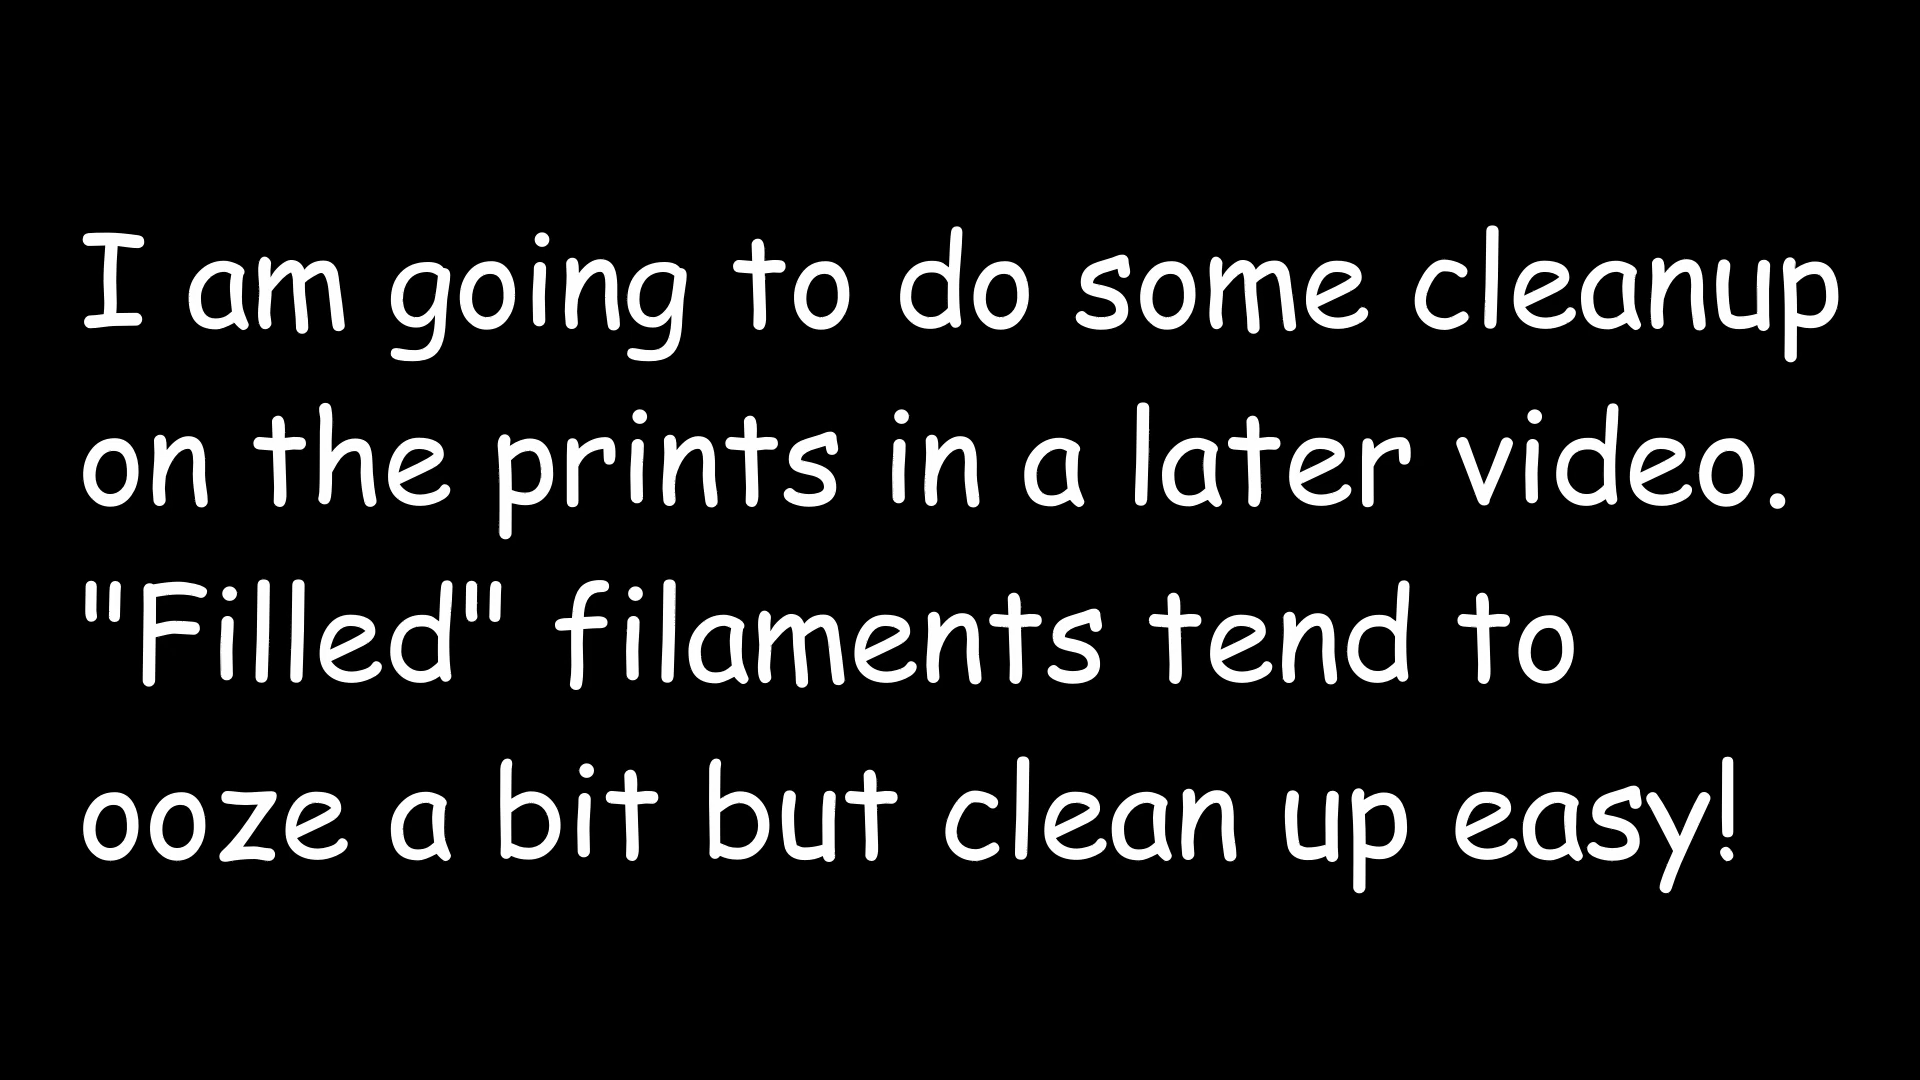 I am going to do some cleanup
on the prints in a later video.
"Filled" filaments tend to
ooze a bit but clean up easy!